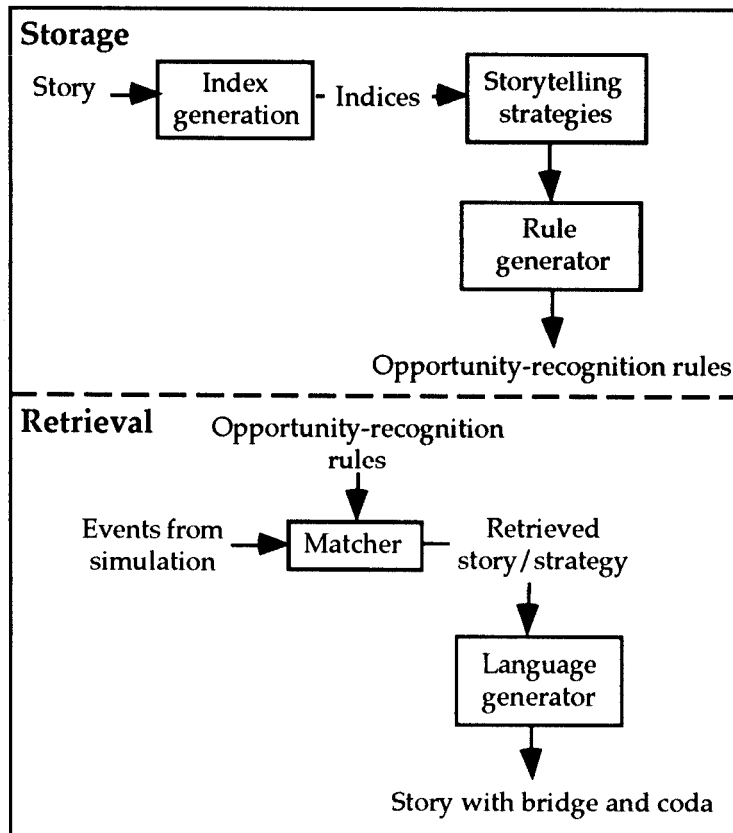 Storage
Story
Index
generation
Indices
Storytelling
strategies
Rule
generator
Opportunity-recognition rules
Retrieval
Opportunity-recognition
rules
Events from
simulation
Matcher
Retrieved
story/strategy
Language
generator
Story with bridge and coda